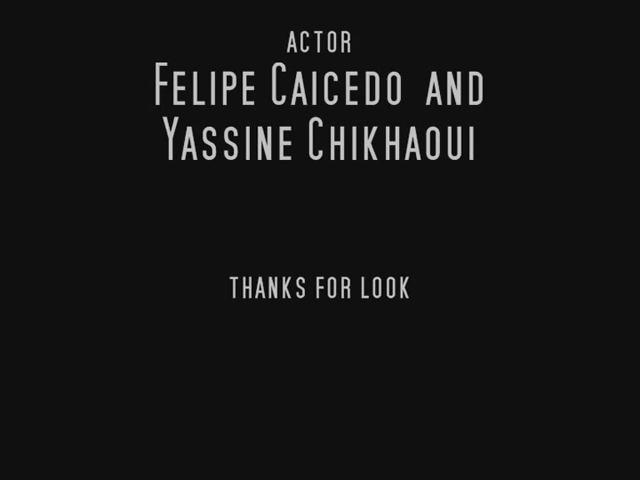 ACTOR
FELIPE CAICEDO AND
YASSINE CHIKHAOUI
THANKS FOR LOOK